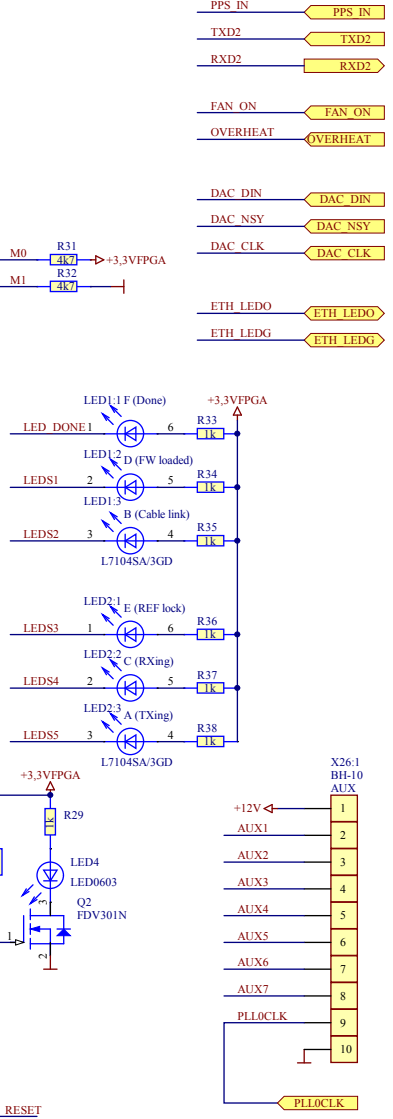 PPS_IN PPS_IN
TXD2 TXD2
RXD2 RXD2
FAN_ON FAN_ON
OVERHEAT OVERHEAT
DAC_DIN DAC_DIN
DAC_NSY DAC_NSY
DAC_CLK DAC_CLK
M0 R31 4k7 +3,3VFPGA
M1 R32 4k7
ETH_LEDO ETH_LEDO
ETH_LEDG ETH_LEDG
LED1:1 F (Done) +3,3VFPGA
LED_DONE 1 6 R33 1k
LED1:2 D (FW loaded)
LEDS1 2 5 R34 1k
LED1:3 B (Cable link)
LEDS2 3 4 R35 1k
L7104SA/3GD
LED2:1 E (REF lock)
LEDS3 1 6 R36 1k
LED2:2 C (RXing)
LEDS4 2 5 R37 1k
LED2:3 A (TXing)
LEDS5 3 4 R38 1k
L7104SA/3GD
+3,3VFPGA
1k R29
LED4
LED0603
Q2
FDV301N
3
1
2
X26:1
BH-10
AUX
+12V 1
AUX1 2
AUX2 3
AUX3 4
AUX4 5
AUX5 6
AUX6 7
AUX7 8
PLL0CLK 9
10
PLL0CLK
RESET